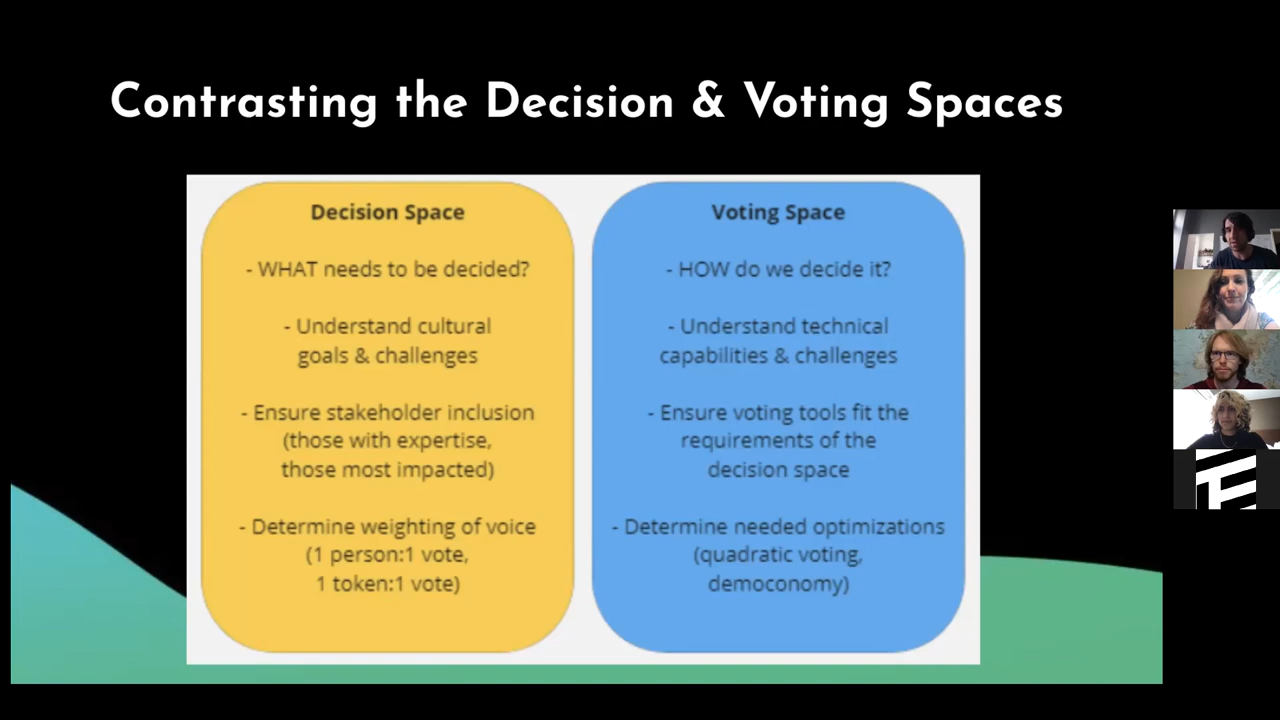 Contrasting the Decision & Voting Spaces
Decision Space
- WHAT needs to be decided?
- Understand cultural
goals & challenges
- Ensure stakeholder inclusion
(those with expertise,
those most impacted)
- Determine weighting of voice
(1 person:1 vote,
1 token:1 vote)
Voting Space
- HOW do we decide it?
- Understand technical
capabilities & challenges
- Ensure voting tools fit the
requirements of the
decision space
- Determine needed optimizations
(quadratic voting,
democonomy)